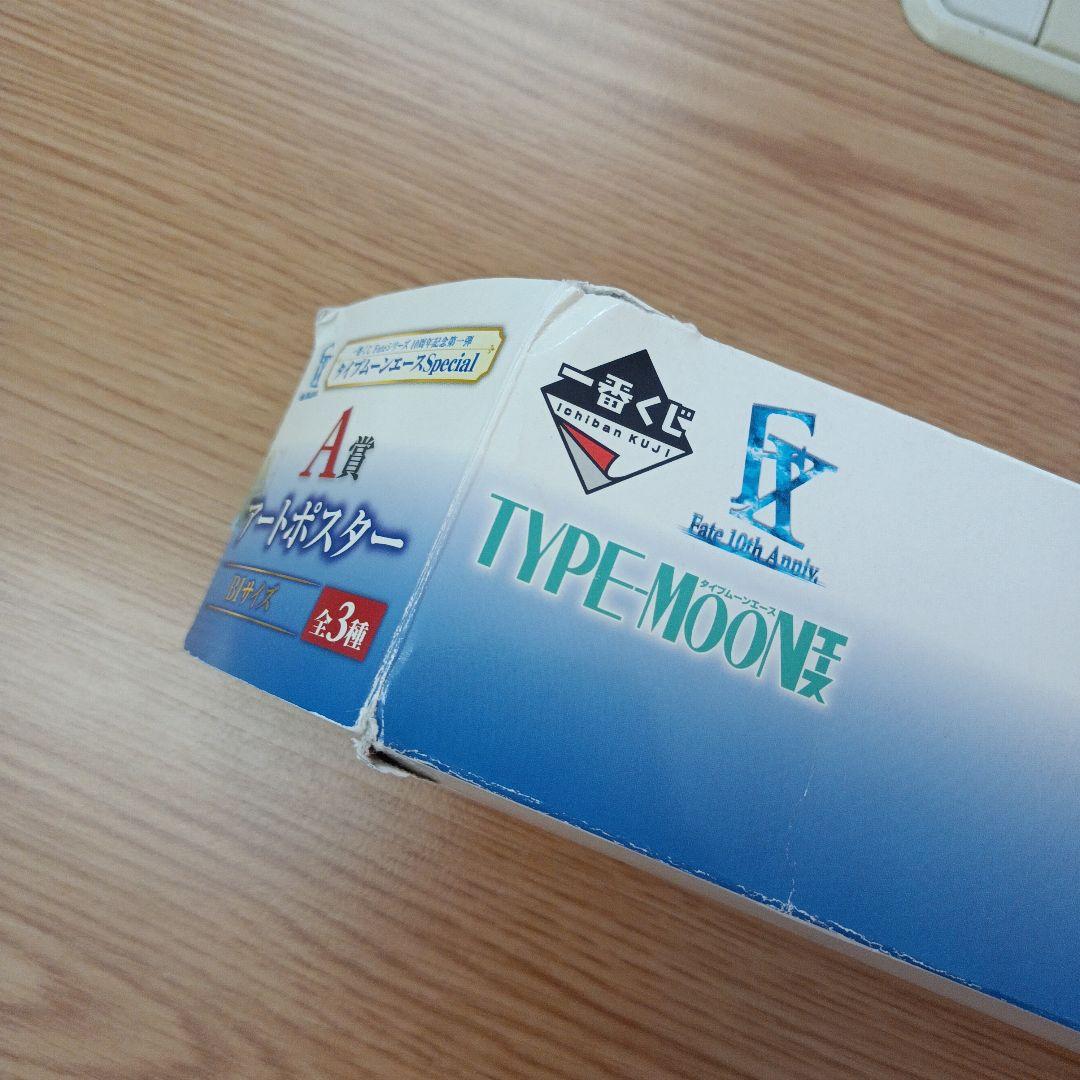 一番くじ Fateシリーズ 10周年記念第一弾
タイプムーンエースSpecial
A賞
アートポスター
B1サイズ
全3種
一番くじ
Ichiban KUJI
Fate 10th Anniv.
タイプムーンエース
TYPE-MOONエース